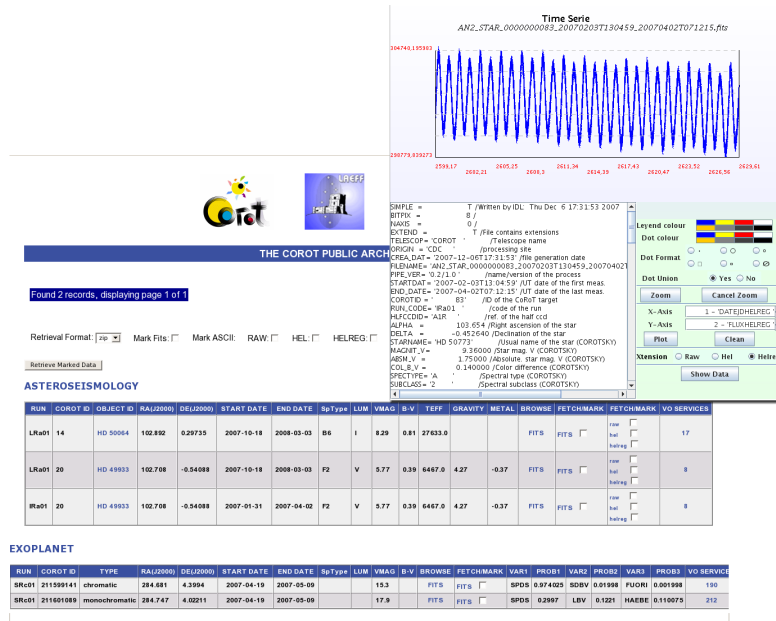 Time Serie
AN2_STAR_0000000083_20070203T130459_20070402T071215.fits
304740,195983
298779,839273
2599,17 2602,21 2605,25 2608,3 2611,34 2614,39 2617,43 2620,47 2623,52 2626,56 2629,61
Corot
LAEFF
THE COROT PUBLIC ARCH
SIMPLE = T /Written by IDL: Thu Dec 6 17:31:53 2007
BITPIX = 8 /
NAXIS = 0 /
EXTEND = T /File contains extensions
TELESCOP= 'COROT ' /Telescope name
ORIGIN = 'CDC ' /processing site
CREA_DAT= '2007-12-06T17:31:53' /file generation date
FILENAME= 'AN2_STAR_0000000083_20070203T130459_20070402T
PIPE_VER= '0.2/1.0 ' /name/version of the process
STARTDAT= '2007-02-03T13:04:59' /UT date of the first meas.
END_DATE= '2007-04-02T07:12:15' /UT date of the last meas.
COROTID = ' 83' /ID of the CoRoT target
RUN_CODE= 'IRa01 ' /code of the run
HLFCCDID= 'A1R ' /ref. of the half ccd
ALPHA = 103.654 /Right ascension of the star
DELTA = -0.452640 /Declination of the star
STARNAME= 'HD 50773' /Usual name of the star (COROTSKY)
MAGNIT_V= 9.36000 /Star mag. V (COROTSKY)
ABSM_V = 1.75000 /Absolute. star mag. V (COROTSKY)
COL_B_V = 0.140000 /Color difference (COROTSKY)
SPECTYPE= 'A ' /Spectral type (COROTSKY)
SUBCLASS= '2 ' /Spectral subclass (COROTSKY)
Leyend colour
Dot colour
Dot Format
Dot Union Yes No
Zoom Cancel Zoom
X-Axis 1 - 'DATEJDHELREG '
Y-Axis 2 - 'FLUXHELREG '
Plot Clean
Xtension Raw Hel Helre
Show Data
Found 2 records, displaying page 1 of 1
Retrieval Format: zip Mark Fits: Mark ASCII: RAW: HEL: HELREG:
Retrieve Marked Data
ASTEROSEISMOLOGY
RUN COROT ID OBJECT ID RA(J2000) DE(J2000) START DATE END DATE SpType LUM VMAG B-V TEFF GRAVITY METAL BROWSE FETCH/MARK FETCH/MARK VO SERVICES
LRa01 14 HD 50064 102.892 0.29735 2007-10-18 2008-03-03 B6 I 8.29 0.81 27633.0 FITS FITS raw hel helreg 17
LRa01 20 HD 49933 102.708 -0.54088 2007-10-18 2008-03-03 F2 V 5.77 0.39 6467.0 4.27 -0.37 FITS FITS raw hel helreg 8
IRa01 20 HD 49933 102.708 -0.54088 2007-01-31 2007-04-02 F2 V 5.77 0.39 6467.0 4.27 -0.37 FITS FITS raw hel helreg 8
EXOPLANET
RUN COROT ID TYPE RA(J2000) DE(J2000) START DATE END DATE SpType LUM VMAG B-V BROWSE FETCH/MARK VAR1 PROB1 VAR2 PROB2 VAR3 PROB3 VO SERVICE
SRc01 211599141 chromatic 284.681 4.3994 2007-04-19 2007-05-09 15.3 FITS FITS SPDS 0.974025 SDBV 0.01998 FUORI 0.001998 190
SRc01 211601089 monochromatic 284.747 4.02211 2007-04-19 2007-05-09 17.9 FITS FITS SPDS 0.2997 LBV 0.1221 HAEBE 0.110075 212